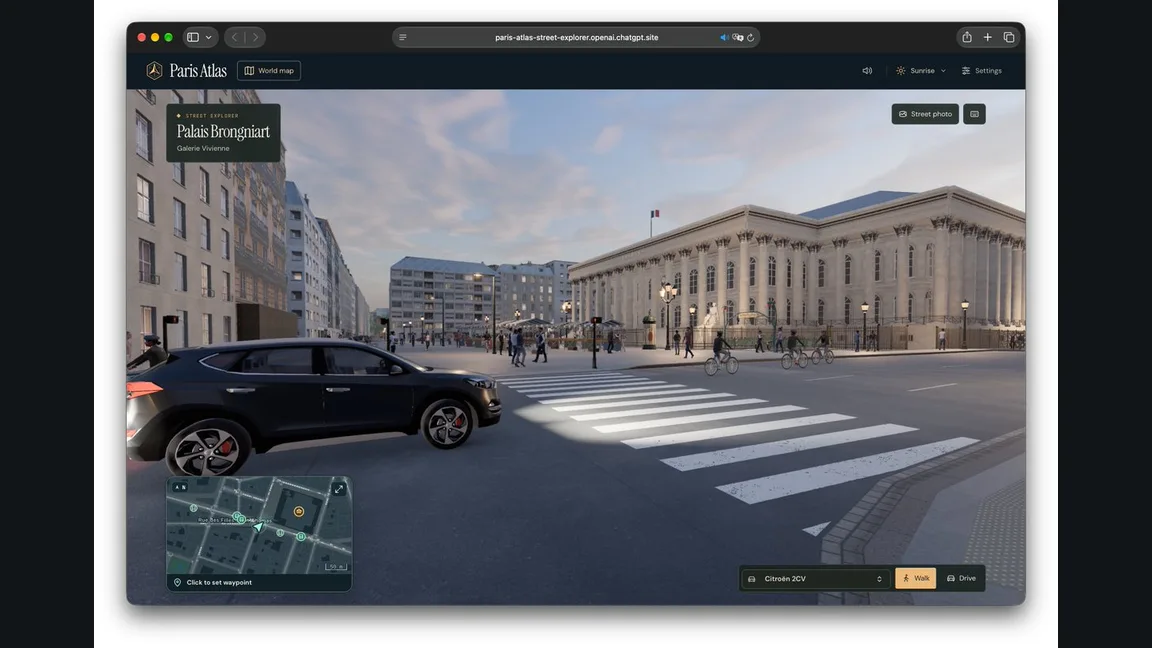 paris-atlas-street-explorer.openai.chatgpt.site
Paris Atlas
World map
Sunrise
Settings
STREET EXPLORER
Palais Brongniart
Galerie Vivienne
Street photo
N
50 m
Click to set waypoint
Citroën 2CV
Walk
Drive